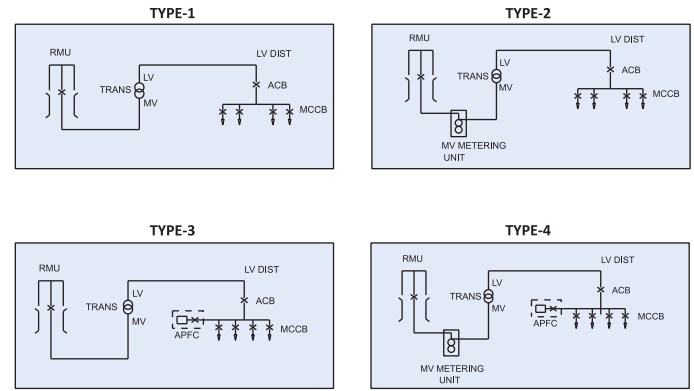 TYPE-1
RMU
LV DIST
LV
TRANS
MV
ACB
MCCB
TYPE-2
RMU
LV DIST
LV
TRANS
MV
ACB
MCCB
MV METERING
UNIT
TYPE-3
RMU
LV DIST
LV
TRANS
MV
ACB
APFC
MCCB
TYPE-4
RMU
LV DIST
LV
TRANS
MV
ACB
APFC
MCCB
MV METERING
UNIT